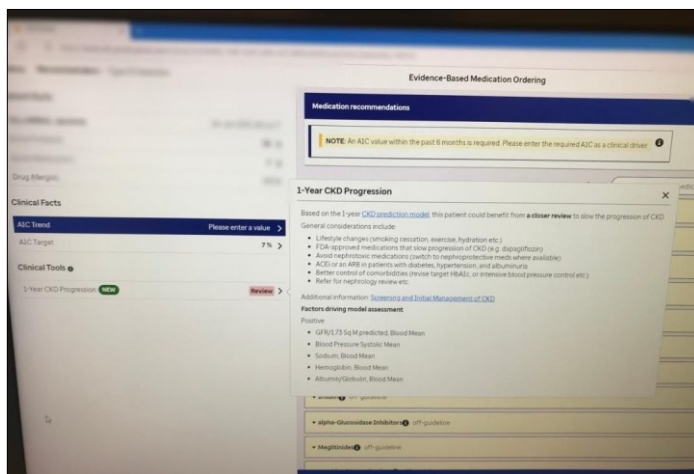 Evidence-Based Medication Ordering
Medication recommendations
NOTE: An A1C value within the past 6 months is required. Please enter the required A1C as a clinical driver.
Drug Allergies
Clinical Facts
A1C Trend Please enter a value >
A1C Target 7% >
Clinical Tools
1-Year CKD Progression NEW Review >
1-Year CKD Progression
Based on the 1-year CKD prediction model, this patient could benefit from a closer review to slow the progression of CKD.
General considerations include:
• Lifestyle changes (smoking cessation, exercise, hydration etc.)
• FDA-approved medications that slow progression of CKD (e.g. dapagliflozin)
• Avoid nephrotoxic medications (switch to nephroprotective meds where available)
• ACEi or an ARB in patients with diabetes, hypertension, and albuminuria
• Better control of comorbidities (revise target HbA1c, or intensive blood pressure control etc.)
• Refer for nephrology review etc.
Additional information: Screening and Initial Management of CKD
Factors driving model assessment
Positive:
• GFR/1.73 Sq M predicted, Blood Mean
• Blood Pressure Systolic Mean
• Sodium, Blood Mean
• Hemoglobin, Blood Mean
• Albumin/Globulin, Blood Mean
Insulin off-guideline
alpha-Glucosidase Inhibitors off-guideline
Meglitinides off-guideline